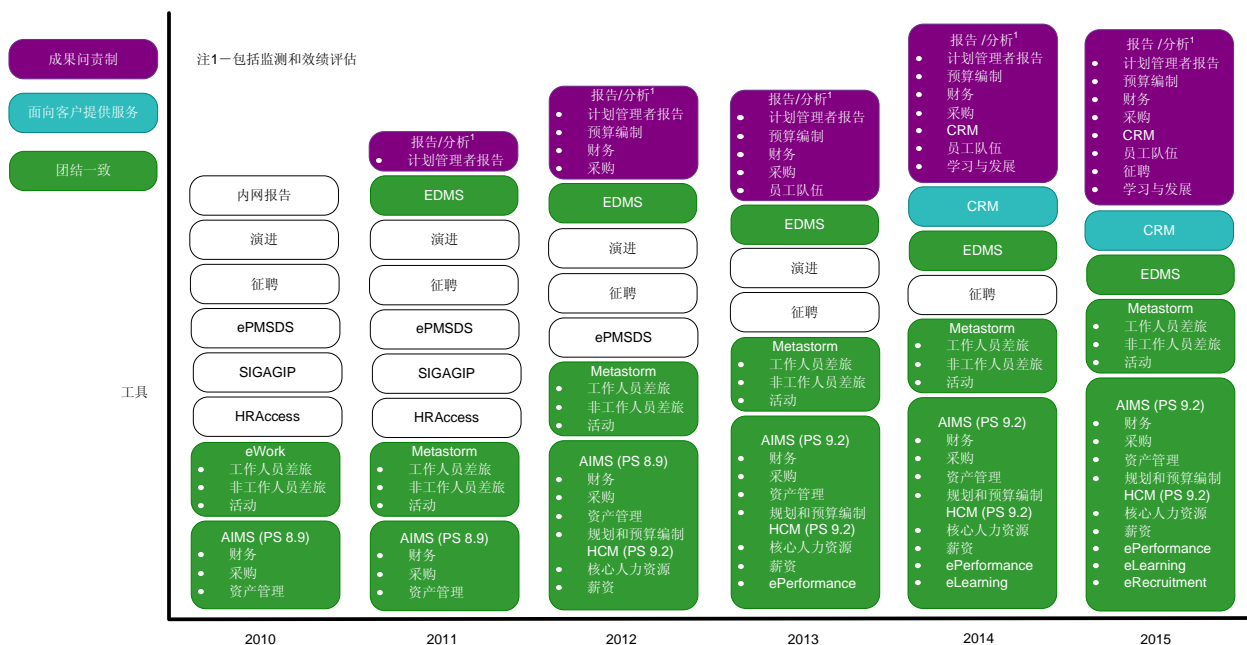 成果问责制
面向客户提供服务
团结一致
注1－包括监测和效绩评估
工具
内网报告
演进
征聘
ePMSDS
SIGAGIP
HRAccess
eWork
• 工作人员差旅
• 非工作人员差旅
• 活动
AIMS (PS 8.9)
• 财务
• 采购
• 资产管理
2010
报告/分析¹
• 计划管理者报告
EDMS
演进
征聘
ePMSDS
SIGAGIP
HRAccess
Metastorm
• 工作人员差旅
• 非工作人员差旅
• 活动
AIMS (PS 8.9)
• 财务
• 采购
• 资产管理
2011
报告/分析¹
• 计划管理者报告
• 预算编制
• 财务
• 采购
EDMS
演进
征聘
ePMSDS
Metastorm
• 工作人员差旅
• 非工作人员差旅
• 活动
AIMS (PS 8.9)
• 财务
• 采购
• 资产管理
• 规划和预算编制
HCM (PS 9.2)
• 核心人力资源
• 薪资
2012
报告/分析¹
• 计划管理者报告
• 预算编制
• 财务
• 采购
• 员工队伍
EDMS
演进
征聘
Metastorm
• 工作人员差旅
• 非工作人员差旅
• 活动
AIMS (PS 9.2)
• 财务
• 采购
• 资产管理
• 规划和预算编制
HCM (PS 9.2)
• 核心人力资源
• 薪资
• ePerformance
2013
报告 /分析¹
• 计划管理者报告
• 预算编制
• 财务
• 采购
• CRM
• 员工队伍
• 学习与发展
CRM
EDMS
征聘
Metastorm
• 工作人员差旅
• 非工作人员差旅
• 活动
AIMS (PS 9.2)
• 财务
• 采购
• 资产管理
• 规划和预算编制
HCM (PS 9.2)
• 核心人力资源
• 薪资
• ePerformance
• eLearning
2014
报告 /分析¹
• 计划管理者报告
• 预算编制
• 财务
• 采购
• CRM
• 员工队伍
• 征聘
• 学习与发展
CRM
EDMS
Metastorm
• 工作人员差旅
• 非工作人员差旅
• 活动
AIMS (PS 9.2)
• 财务
• 采购
• 资产管理
• 规划和预算编制
HCM (PS 9.2)
• 核心人力资源
• 薪资
• ePerformance
• eLearning
• eRecruitment
2015